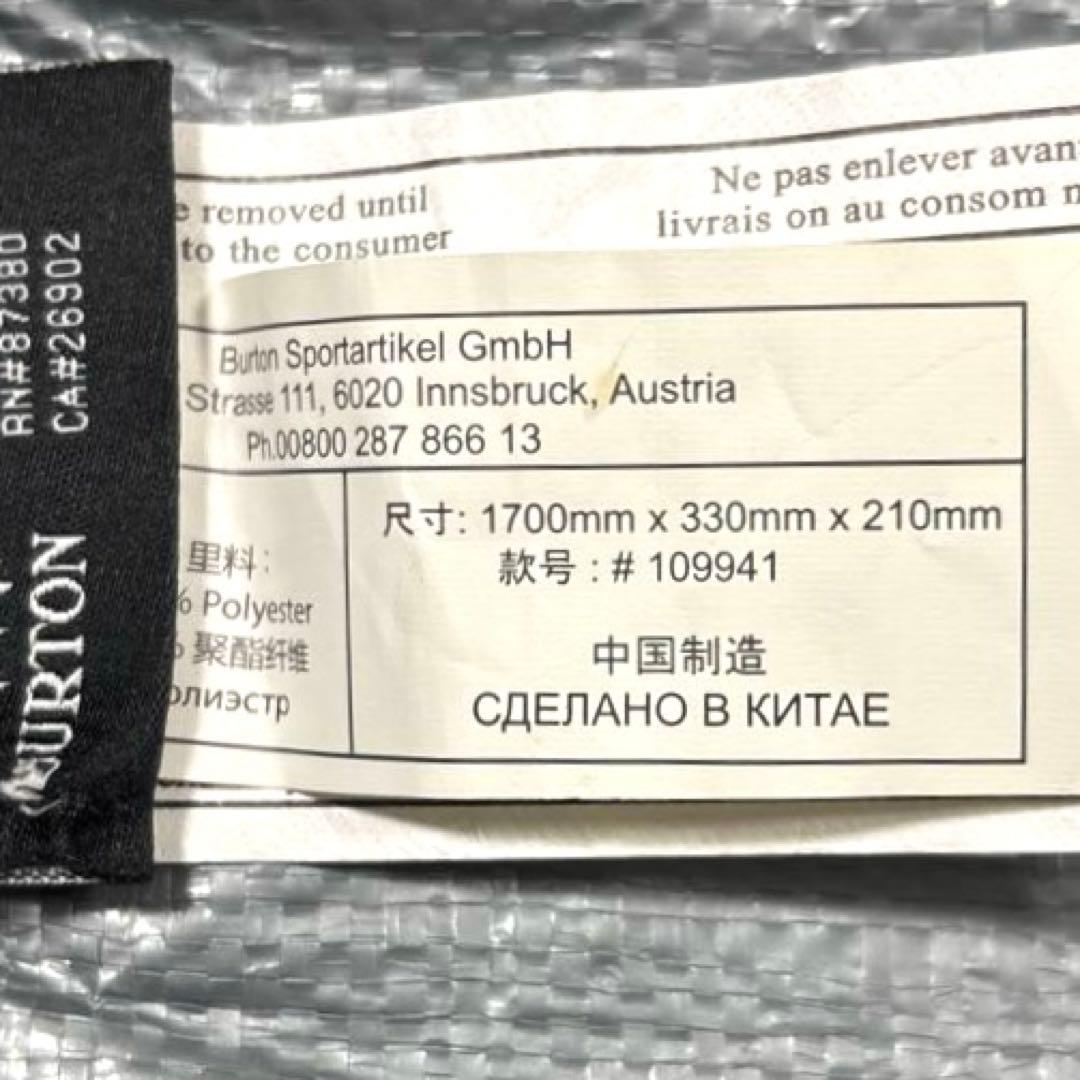 RN#87380
CA#26902
BURTON
removed until
to the consumer
Ne pas enlever avan
livrais on au consom
Burton Sportartikel GmbH
Strasse 111, 6020 Innsbruck, Austria
Ph.00800 287 866 13
里料:
% Polyester
% 聚酯纤维
олиэстр
尺寸: 1700mm x 330mm x 210mm
款号 : # 109941
中国制造
СДЕЛАНО В КИТАЕ